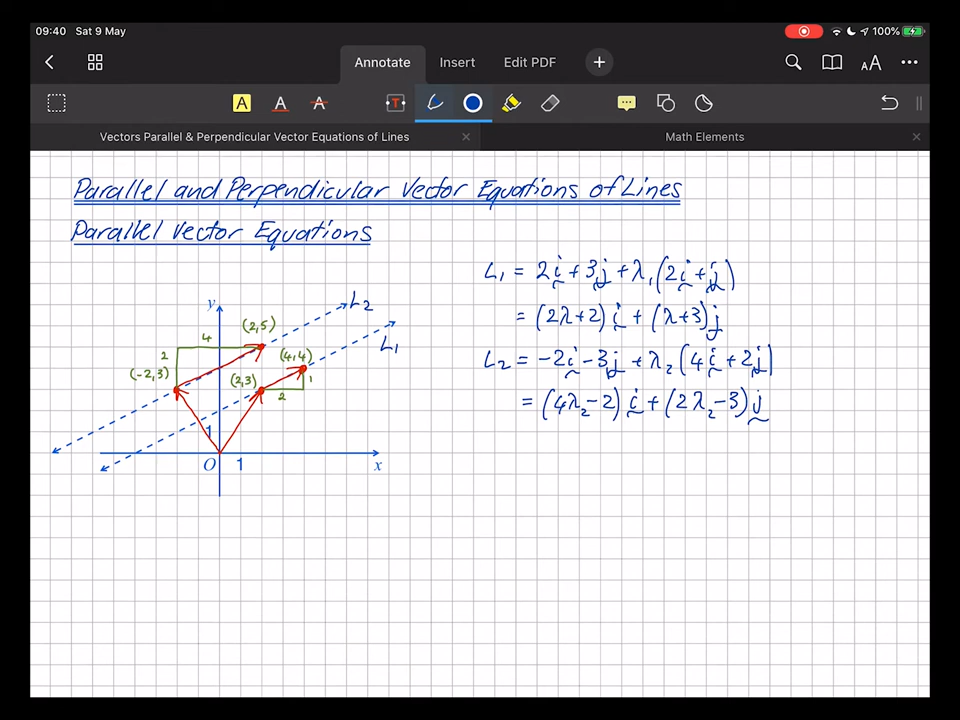 09:40 Sat 9 May 100%
Annotate Insert Edit PDF
Vectors Parallel & Perpendicular Vector Equations of Lines
Math Elements
Parallel and Perpendicular Vector Equations of Lines
Parallel Vector Equations
L₁ = 2i + 3j + λ₁(2i + j)
= (2λ+2)i + (λ+3)j
L₂ = -2i - 3j + λ₂(4i + 2j)
= (4λ₂-2)i + (2λ₂-3)j
y
L₂
(2,5)
4
L₁
2
(4,4)
(-2,3)
(2,3)
1
2
1
O
1
x